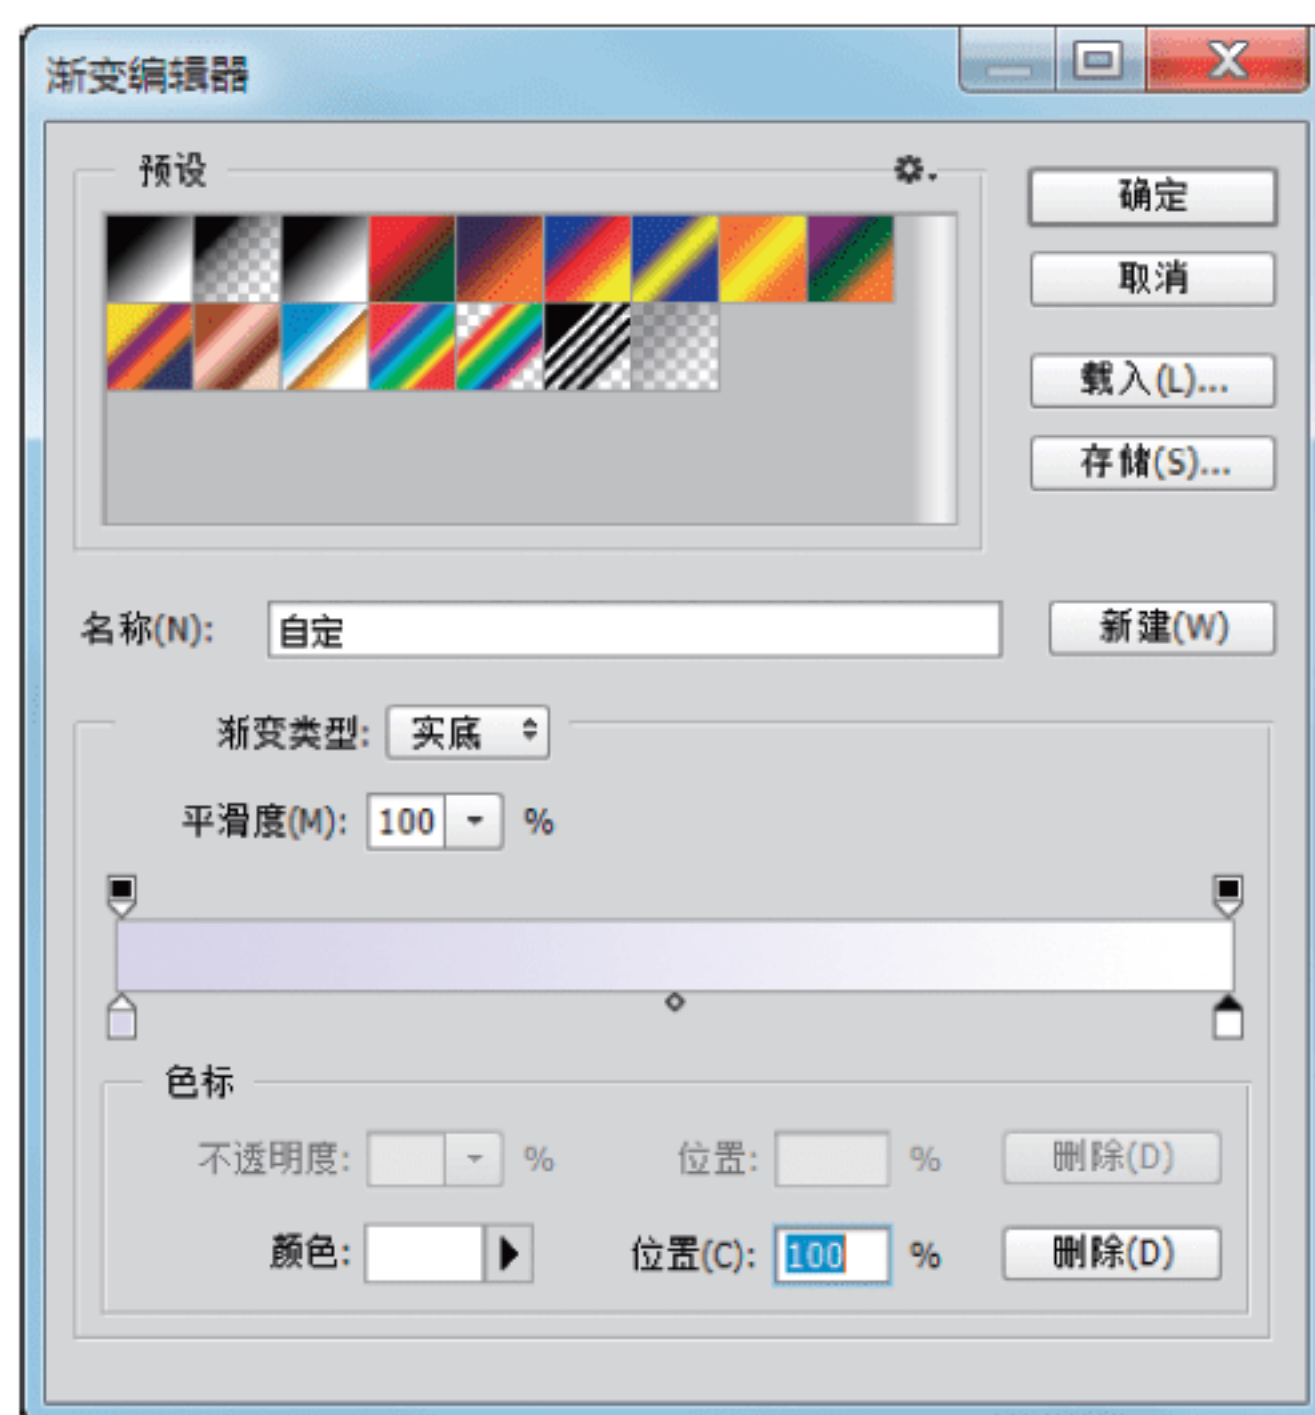 渐变编辑器
预设
确定
取消
载入(L)...
存储(S)...
名称(N): 自定 新建(W)
渐变类型: 实底
平滑度(M): 100 %
色标
不透明度: % 位置: % 删除(D)
颜色: 位置(C): 100 % 删除(D)